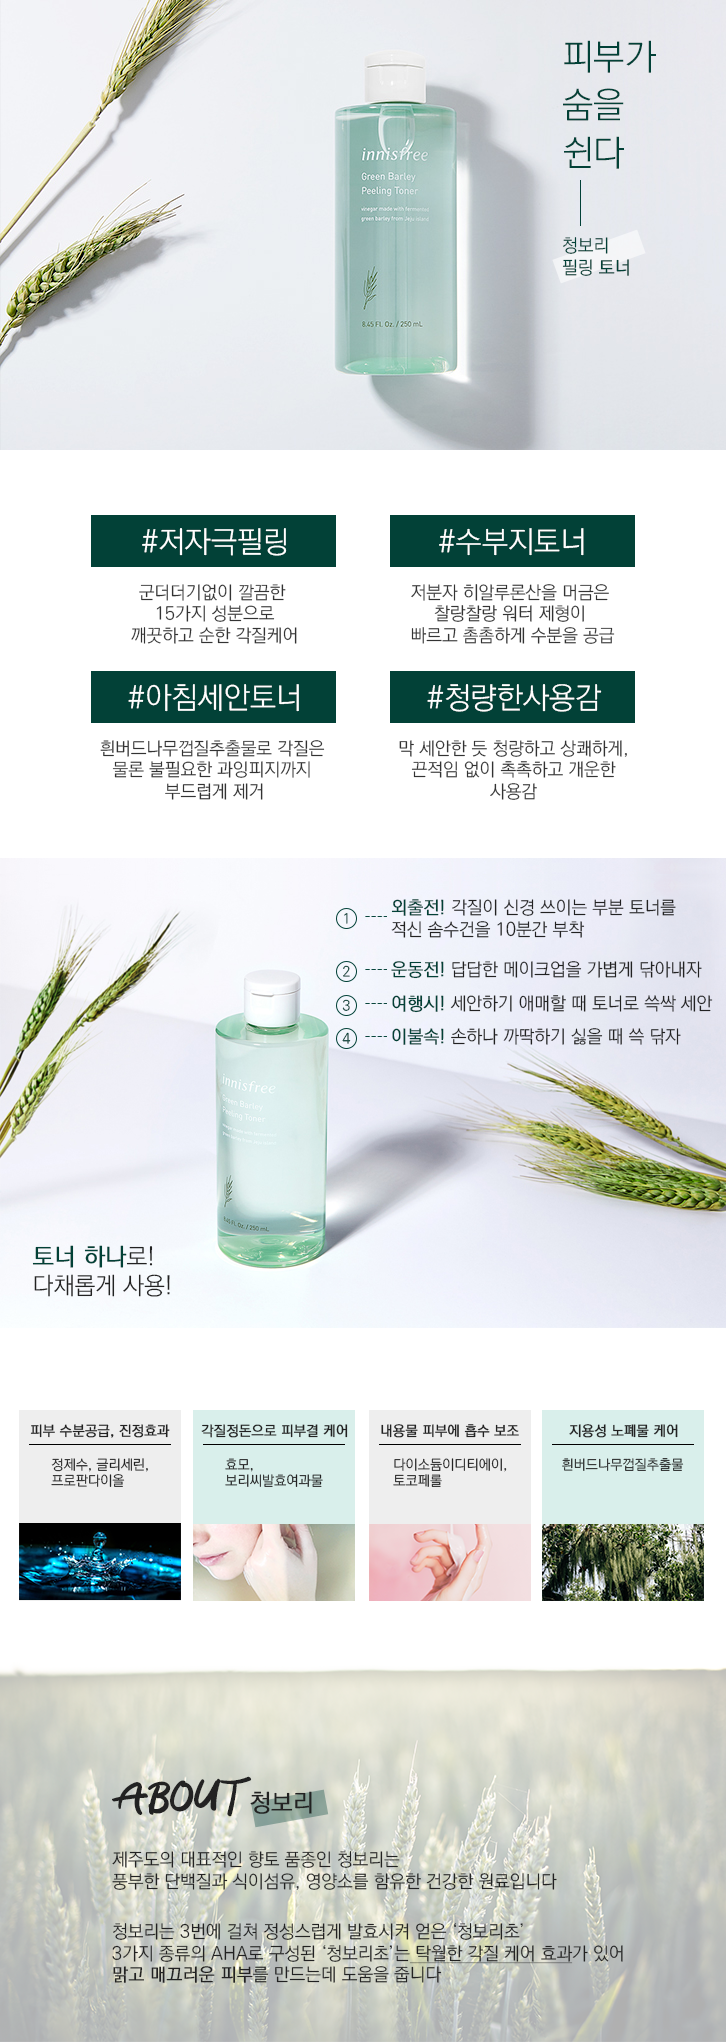 피부가
숨을
쉰다
청보리
필링 토너
innisfree
Green Barley
Peeling Toner
vinegar made with fermented
green barley from Jeju Island
8.45 FL Oz. / 250 mL
#저자극필링
군더더기없이 깔끔한
15가지 성분으로
깨끗하고 순한 각질케어
#수부지토너
저분자 히알루론산을 머금은
찰랑찰랑 워터 제형이
빠르고 촘촘하게 수분을 공급
#아침세안토너
흰버드나무껍질추출물로 각질은
물론 불필요한 과잉피지까지
부드럽게 제거
#청량한사용감
막 세안한 듯 청량하고 상쾌하게,
끈적임 없이 촉촉하고 개운한
사용감
1 ---- 외출전! 각질이 신경 쓰이는 부분 토너를
적신 솜수건을 10분간 부착
2 ---- 운동전! 답답한 메이크업을 가볍게 닦아내자
3 ---- 여행시! 세안하기 애매할 때 토너로 쓱싹 세안
4 ---- 이불속! 손하나 까딱하기 싫을 때 쓱 닦자
innisfree
Green Barley
Peeling Toner
8.45 FL Oz. / 250 mL
토너 하나로!
다채롭게 사용!
피부 수분공급, 진정효과
정제수, 글리세린,
프로판다이올
각질정돈으로 피부결 케어
효모,
보리씨발효여과물
내용물 피부에 흡수 보조
다이소듐이디티에이,
토코페롤
지용성 노폐물 케어
흰버드나무껍질추출물
ABOUT 청보리
제주도의 대표적인 향토 품종인 청보리는
풍부한 단백질과 식이섬유, 영양소를 함유한 건강한 원료입니다
청보리는 3번에 걸쳐 정성스럽게 발효시켜 얻은 ‘청보리초’
3가지 종류의 AHA로 구성된 ‘청보리초’는 탁월한 각질 케어 효과가 있어
맑고 매끄러운 피부를 만드는데 도움을 줍니다